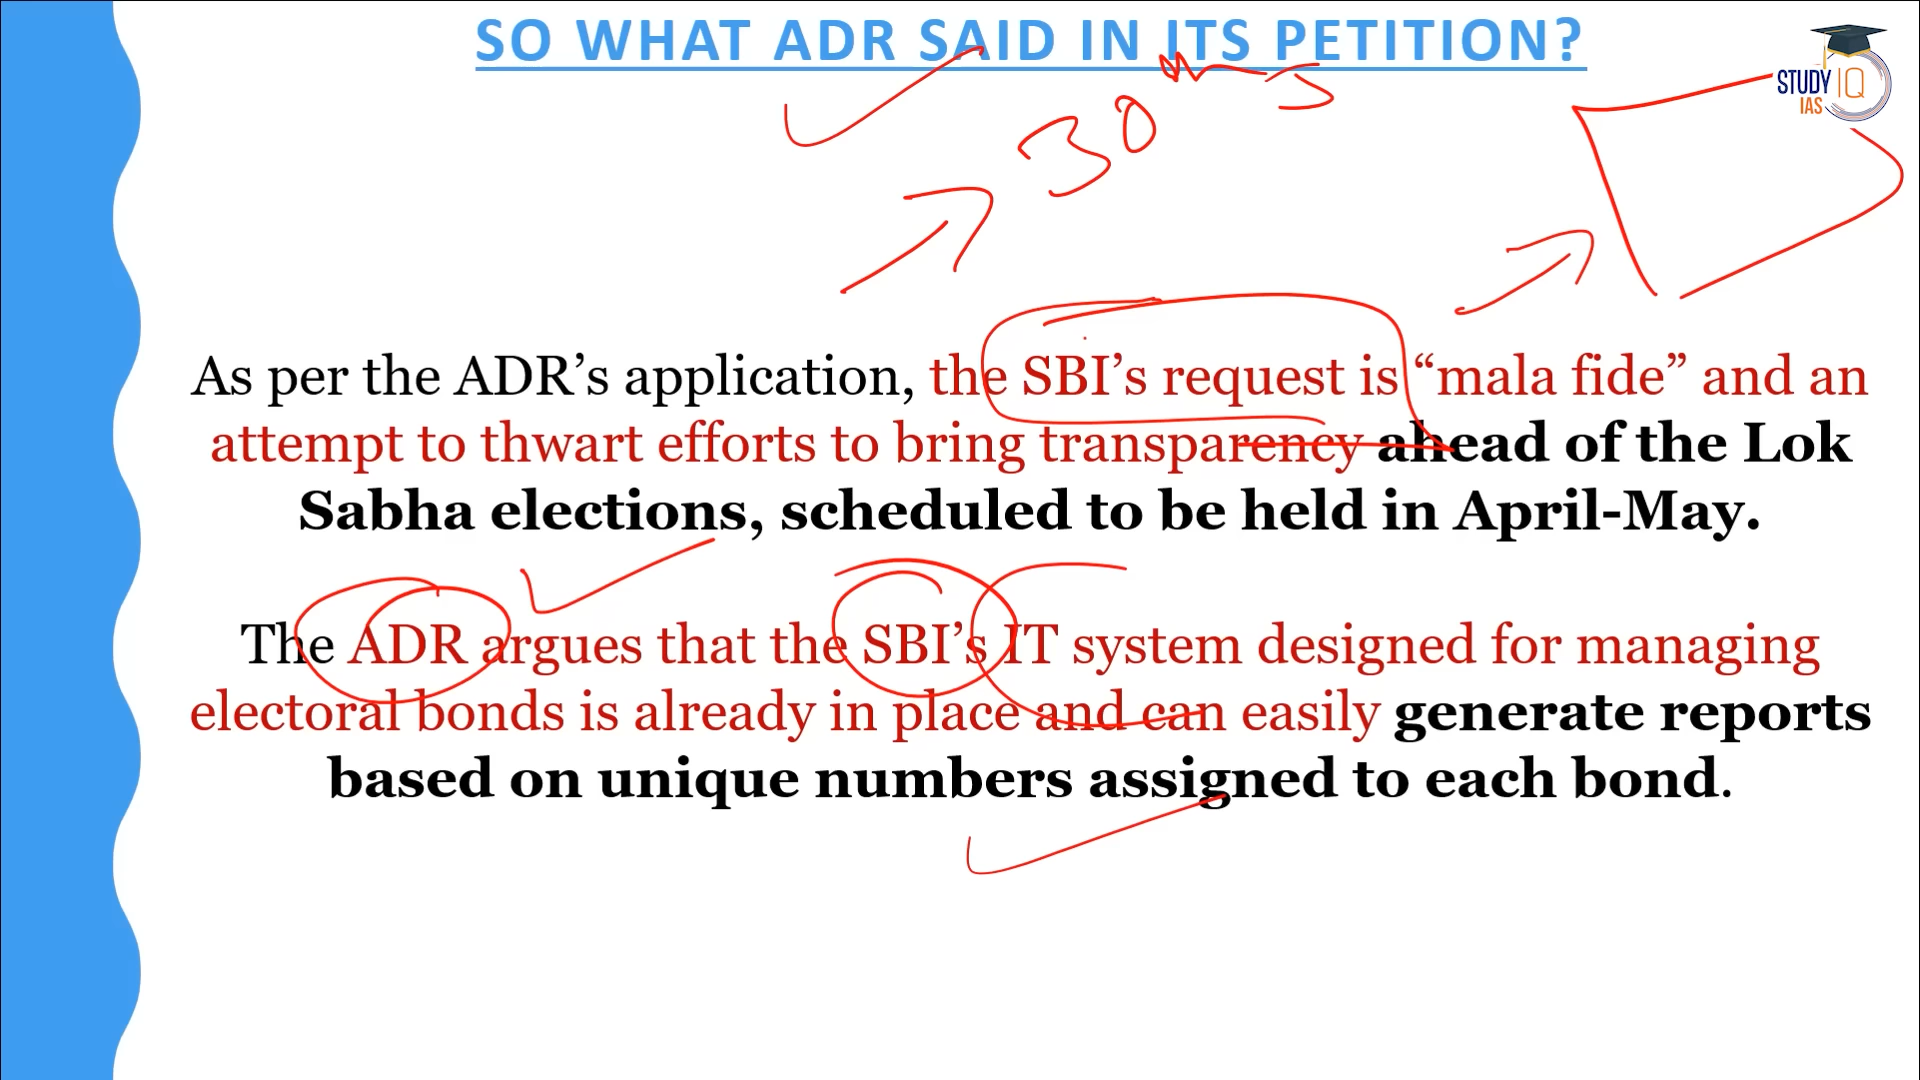 SO WHAT ADR SAID IN ITS PETITION?
STUDY IQ
IAS
30
As per the ADR’s application, the SBI’s request is “mala fide” and an
attempt to thwart efforts to bring transparency ahead of the Lok
Sabha elections, scheduled to be held in April-May.
The ADR argues that the SBI’s IT system designed for managing
electoral bonds is already in place and can easily generate reports
based on unique numbers assigned to each bond.